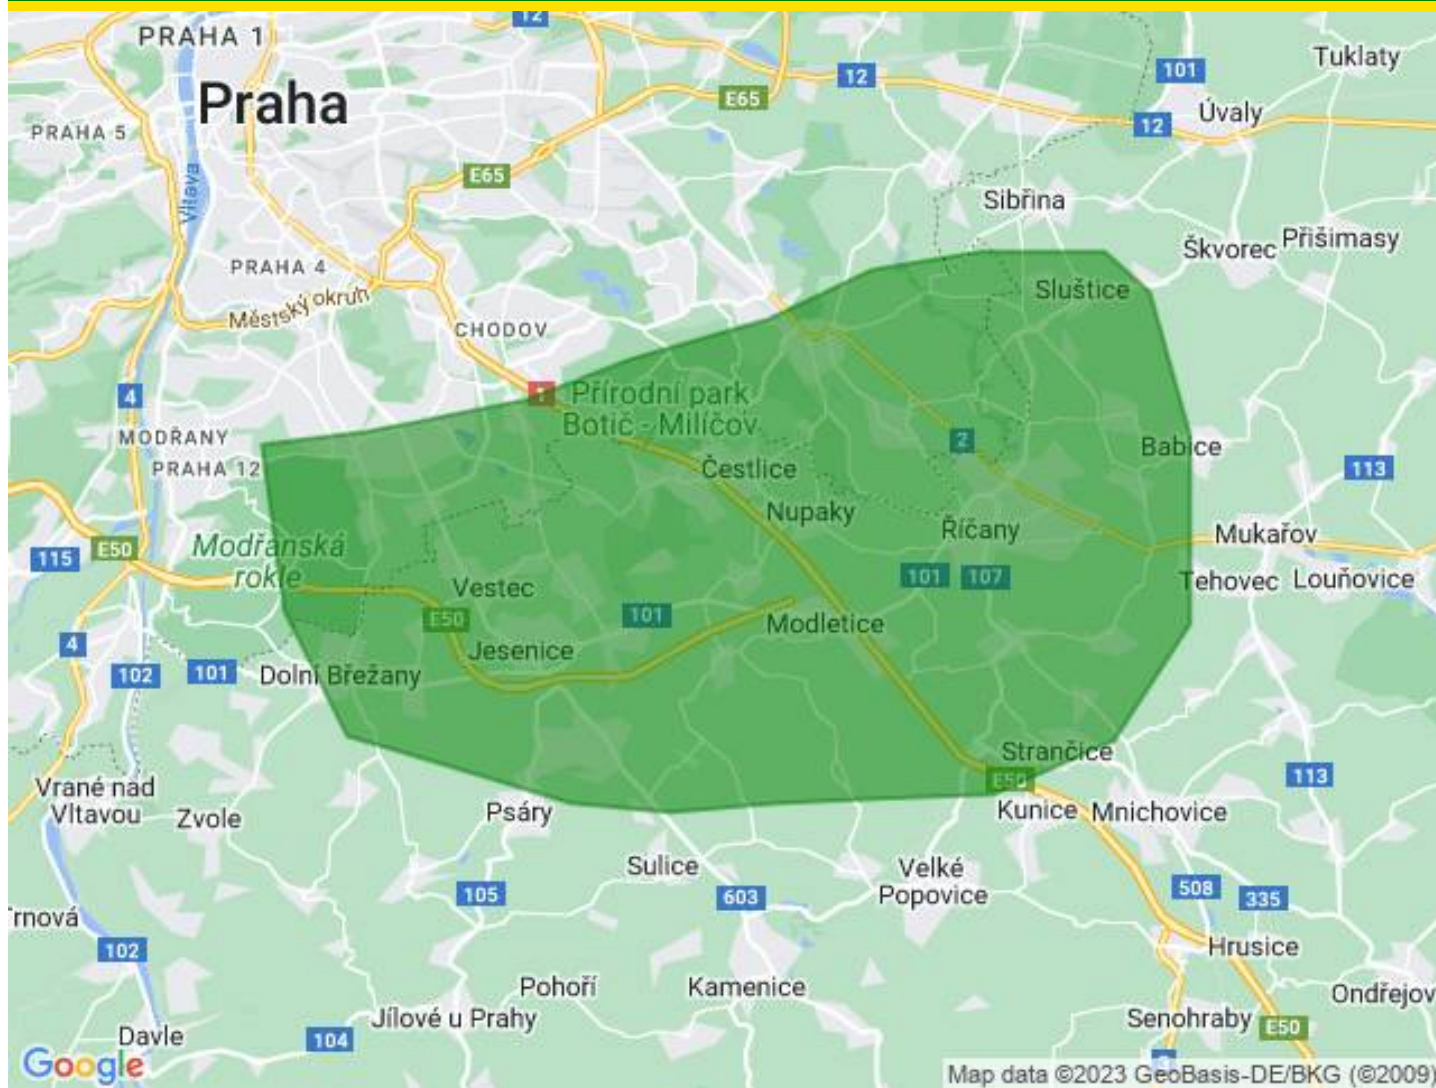 12
PRAHA 1
Tuklaty
101
12
Praha
E65
Úvaly
12
PRAHA 5
E65
Vltava
Sibřina
Přišimasy
Škvorec
PRAHA 4
Sluštice
Městský okruh
CHODOV
1
Přírodní park
Botič - Milíčov
4
MODŘANY
2
Babice
PRAHA 12
Čestlice
113
Nupaky
Říčany
Mukařov
Modřanská
rokle
115
E50
101
107
Tehovec
Louňovice
Vestec
E50
101
Modletice
4
Jesenice
102
101
Dolní Břežany
Strančice
E50
113
Vrané nad
Vltavou
Zvole
Psáry
Kunice
Mnichovice
Sulice
Velké
Popovice
105
603
508
335
Trnová
102
Hrusice
Pohoří
Kamenice
Ondřejov
Jílové u Prahy
Senohraby
E50
Davle
104
Google
Map data ©2023 GeoBasis-DE/BKG (©2009)